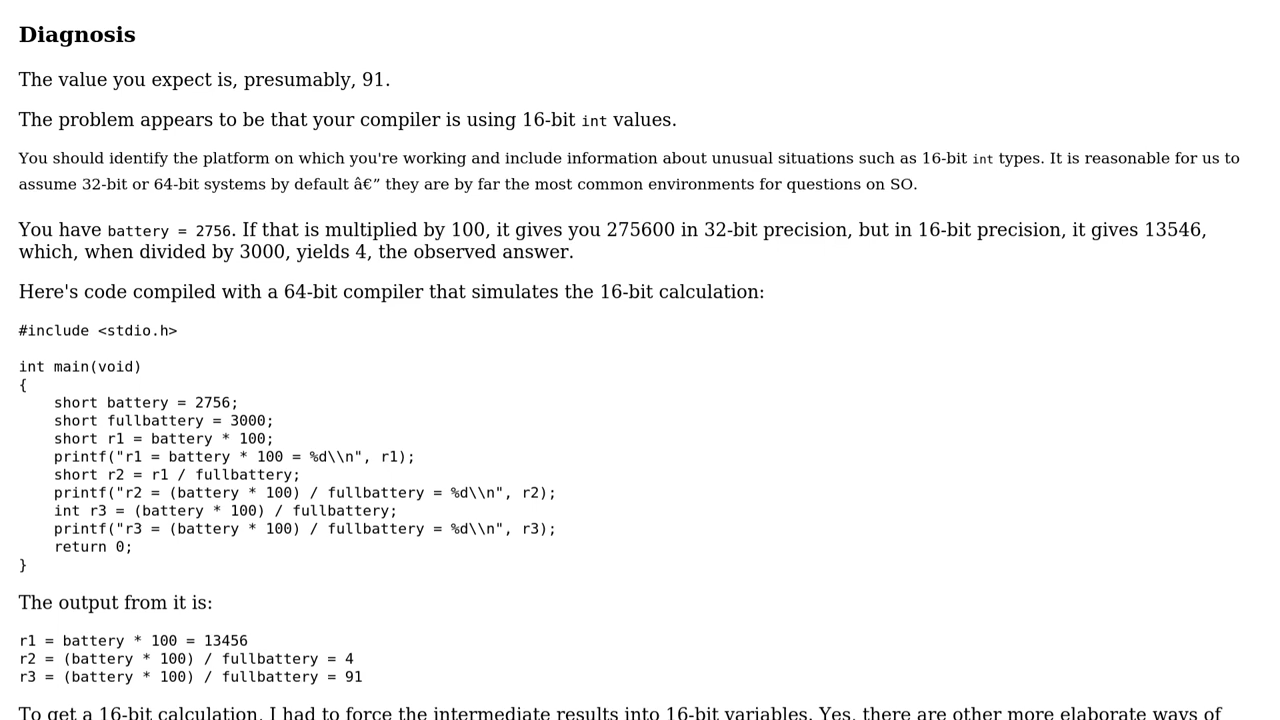 Diagnosis
The value you expect is, presumably, 91.
The problem appears to be that your compiler is using 16-bit int values.
You should identify the platform on which you're working and include information about unusual situations such as 16-bit int types. It is reasonable for us to
assume 32-bit or 64-bit systems by default â€” they are by far the most common environments for questions on SO.
You have battery = 2756. If that is multiplied by 100, it gives you 275600 in 32-bit precision, but in 16-bit precision, it gives 13546,
which, when divided by 3000, yields 4, the observed answer.
Here's code compiled with a 64-bit compiler that simulates the 16-bit calculation:
#include <stdio.h>
int main(void)
{
    short battery = 2756;
    short fullbattery = 3000;
    short r1 = battery * 100;
    printf("r1 = battery * 100 = %d\\n", r1);
    short r2 = r1 / fullbattery;
    printf("r2 = (battery * 100) / fullbattery = %d\\n", r2);
    int r3 = (battery * 100) / fullbattery;
    printf("r3 = (battery * 100) / fullbattery = %d\\n", r3);
    return 0;
}
The output from it is:
r1 = battery * 100 = 13456
r2 = (battery * 100) / fullbattery = 4
r3 = (battery * 100) / fullbattery = 91
To get a 16-bit calculation, I had to force the intermediate results into 16-bit variables. Yes, there are other more elaborate ways of